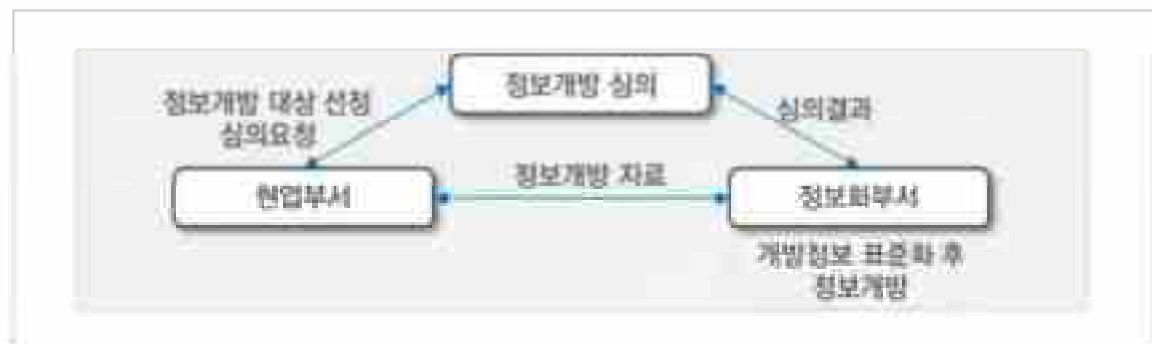 정보개방 심의
정보개방 대상 선정
심의요청
심의결과
정보개방 자료
현업부서
정보화부서
개방정보 표준화 후
정보개방